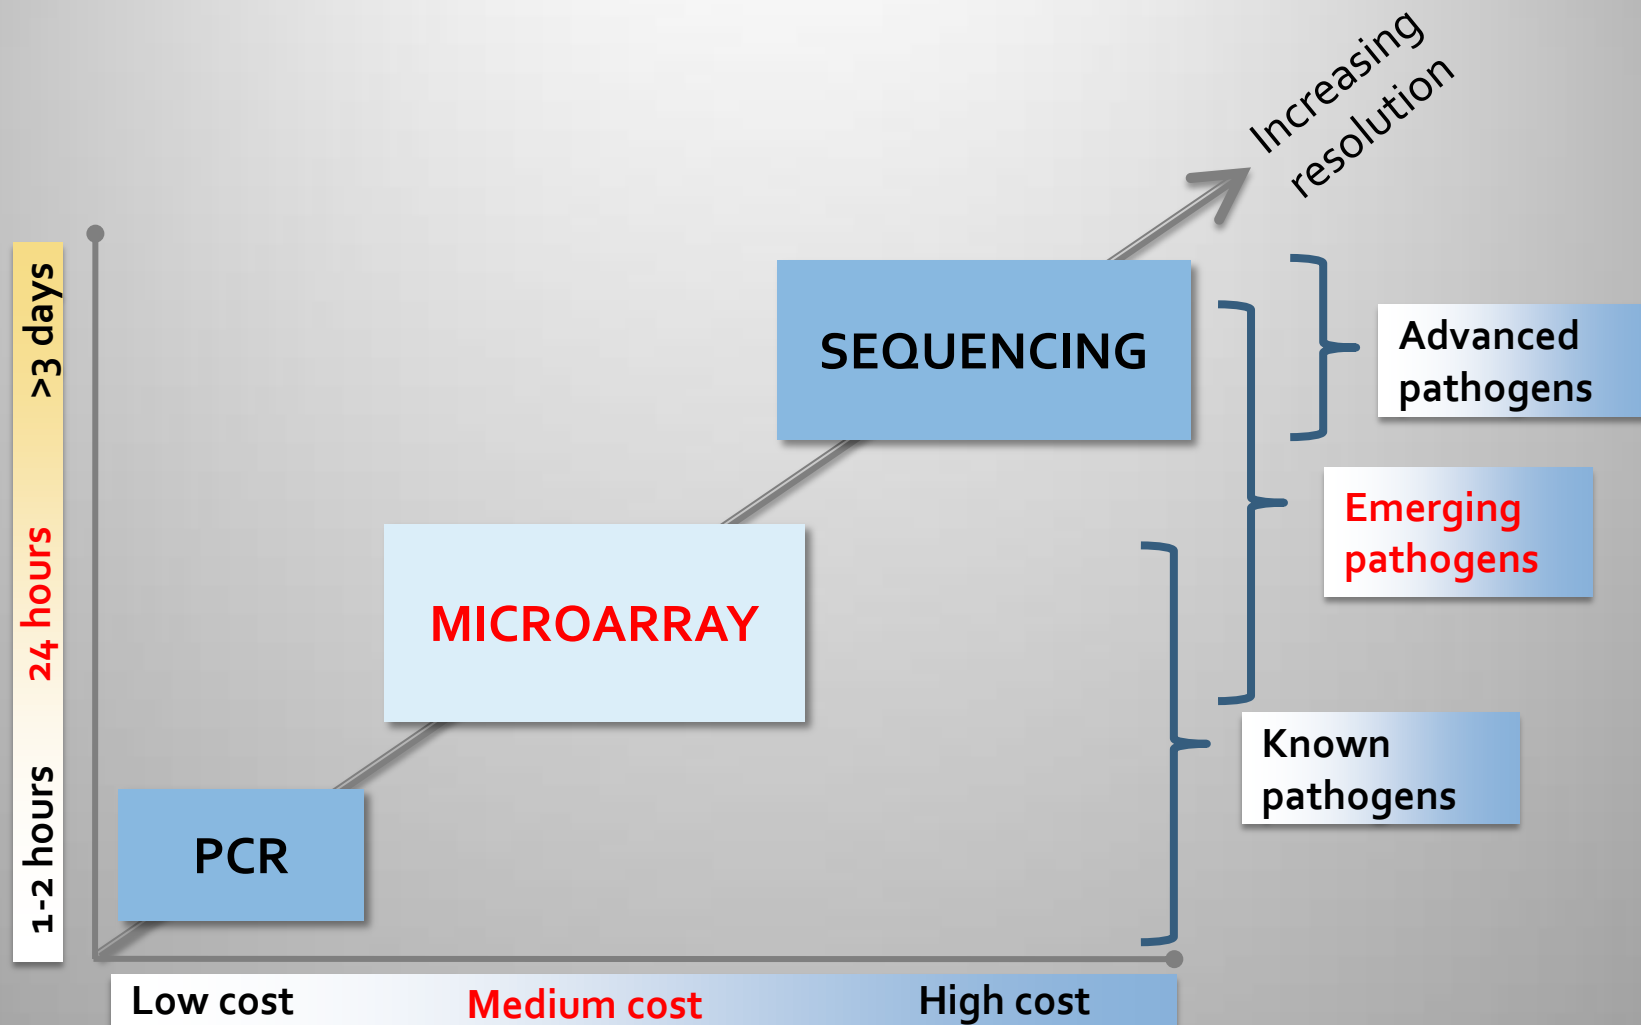 Increasing
resolution
>3 days
24 hours
1-2 hours
SEQUENCING
MICROARRAY
PCR
Advanced
pathogens
Emerging
pathogens
Known
pathogens
Low cost
Medium cost
High cost